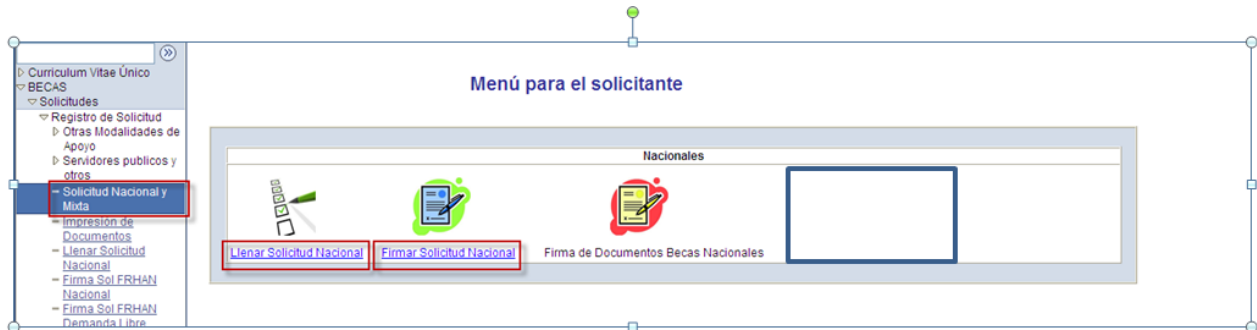 Curriculum Vitae Único
BECAS
Solicitudes
Registro de Solicitud
Otras Modalidades de
Apoyo
Servidores publicos y
otros
Solicitud Nacional y
Mixta
Impresión de
Documentos
Llenar Solicitud
Nacional
Firma Sol FRHAN
Nacional
Firma Sol FRHAN
Demanda Libre
Menú para el solicitante
Nacionales
Llenar Solicitud Nacional
Firmar Solicitud Nacional
Firma de Documentos Becas Nacionales